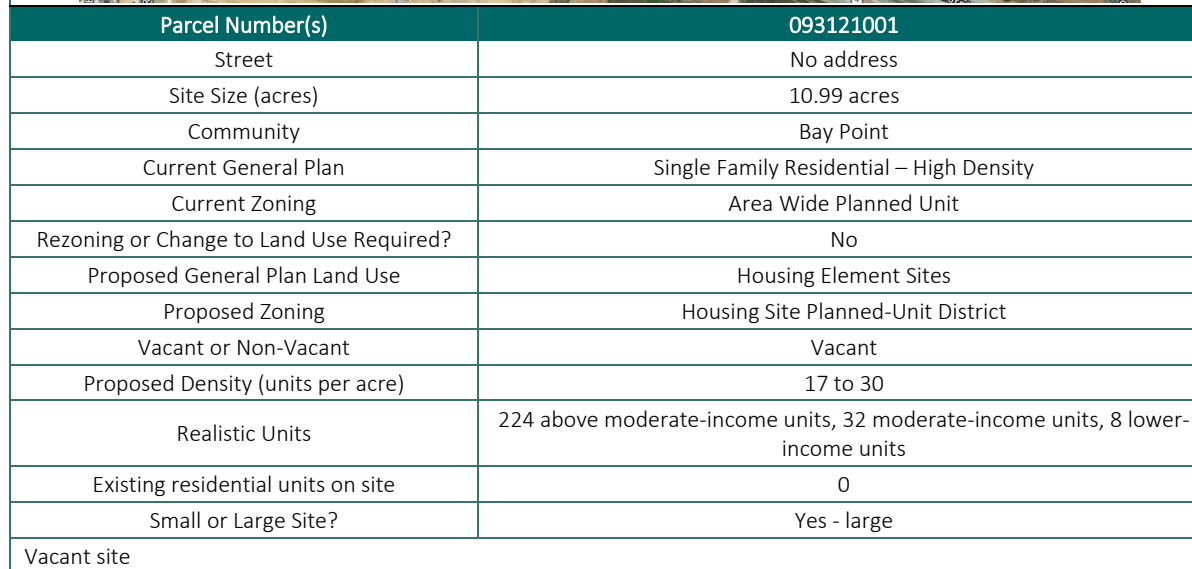 Parcel Number(s) 093121001
Street No address
Site Size (acres) 10.99 acres
Community Bay Point
Current General Plan Single Family Residential – High Density
Current Zoning Area Wide Planned Unit
Rezoning or Change to Land Use Required? No
Proposed General Plan Land Use Housing Element Sites
Proposed Zoning Housing Site Planned-Unit District
Vacant or Non-Vacant Vacant
Proposed Density (units per acre) 17 to 30
Realistic Units 224 above moderate-income units, 32 moderate-income units, 8 lower-
income units
Existing residential units on site 0
Small or Large Site? Yes - large
Vacant site